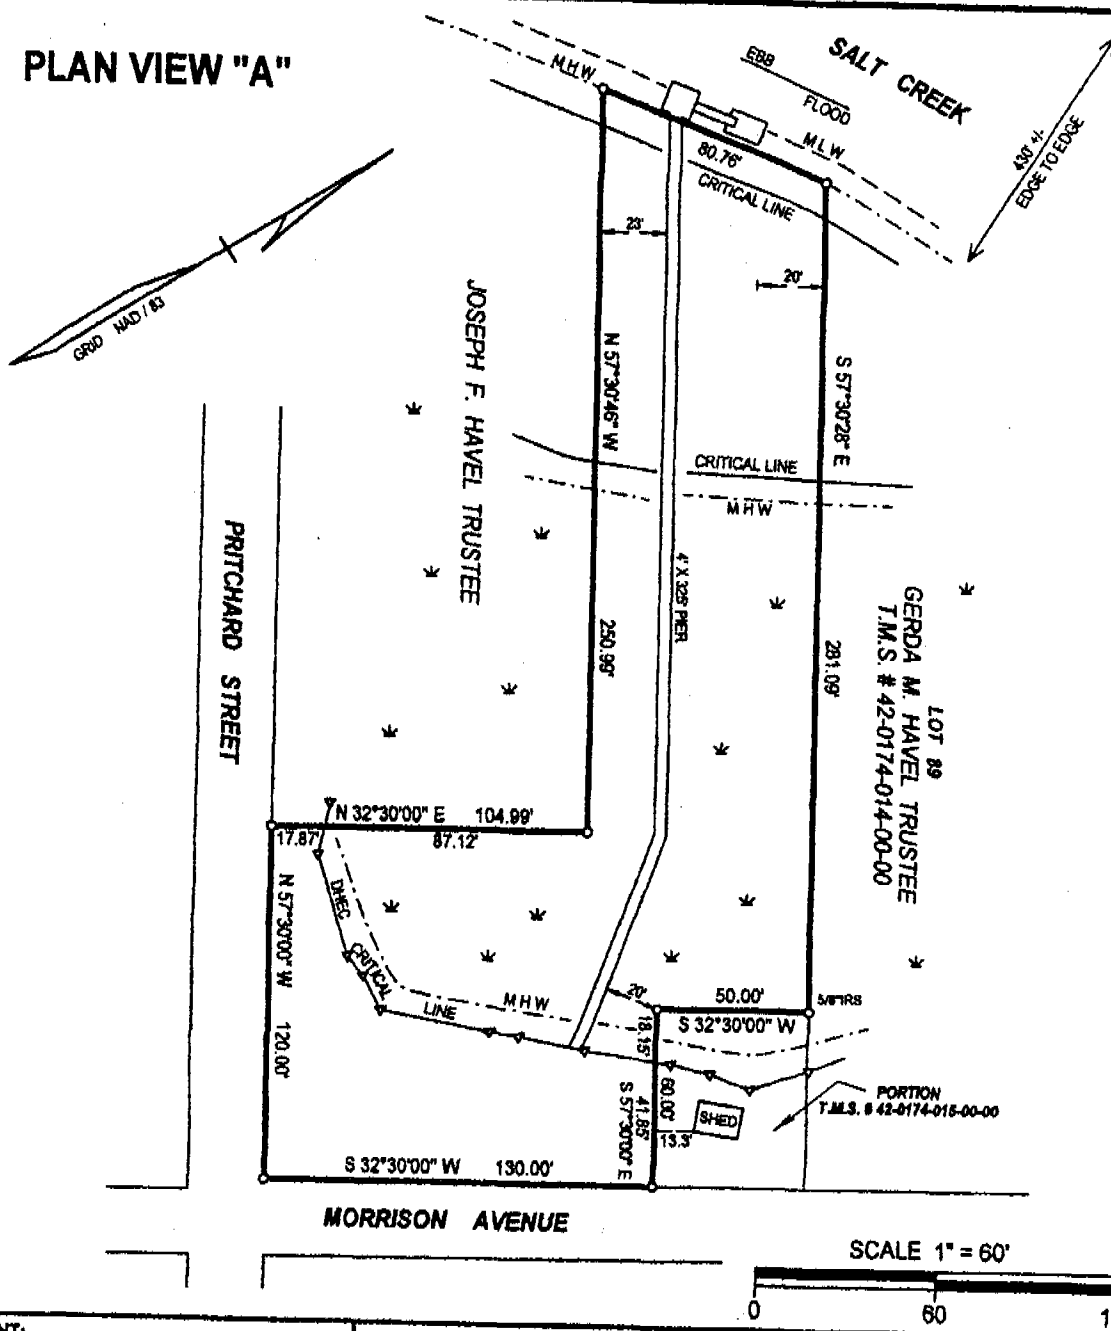 PLAN VIEW "A"
SALT CREEK
EBB
FLOOD
M.H.W
M.L.W
430' +/-
EDGE TO EDGE
80.76'
CRITICAL LINE
23'
20'
GRID NAD / 83
JOSEPH F. HAVEL TRUSTEE
N 57°30'46" W
250.99'
S 57°30'28" E
281.09'
CRITICAL LINE
M H W
4' X 325' PIER
LOT 89
GERDA M. HAVEL TRUSTEE
T.M.S. # 42-0174-014-00-00
PRITCHARD STREET
N 32°30'00" E 104.99'
17.87'
87.12'
DHEC
CRITICAL
LINE
M H W
N 57°30'00" W 120.00'
20'
50.00'
5/8"IRS
S 32°30'00" W
18.15'
60.00'
41.85'
S 57°30'00" E
SHED
13.3'
PORTION
T.M.S. # 42-0174-015-00-00
S 32°30'00" W 130.00'
MORRISON AVENUE
SCALE 1" = 60'
0 60